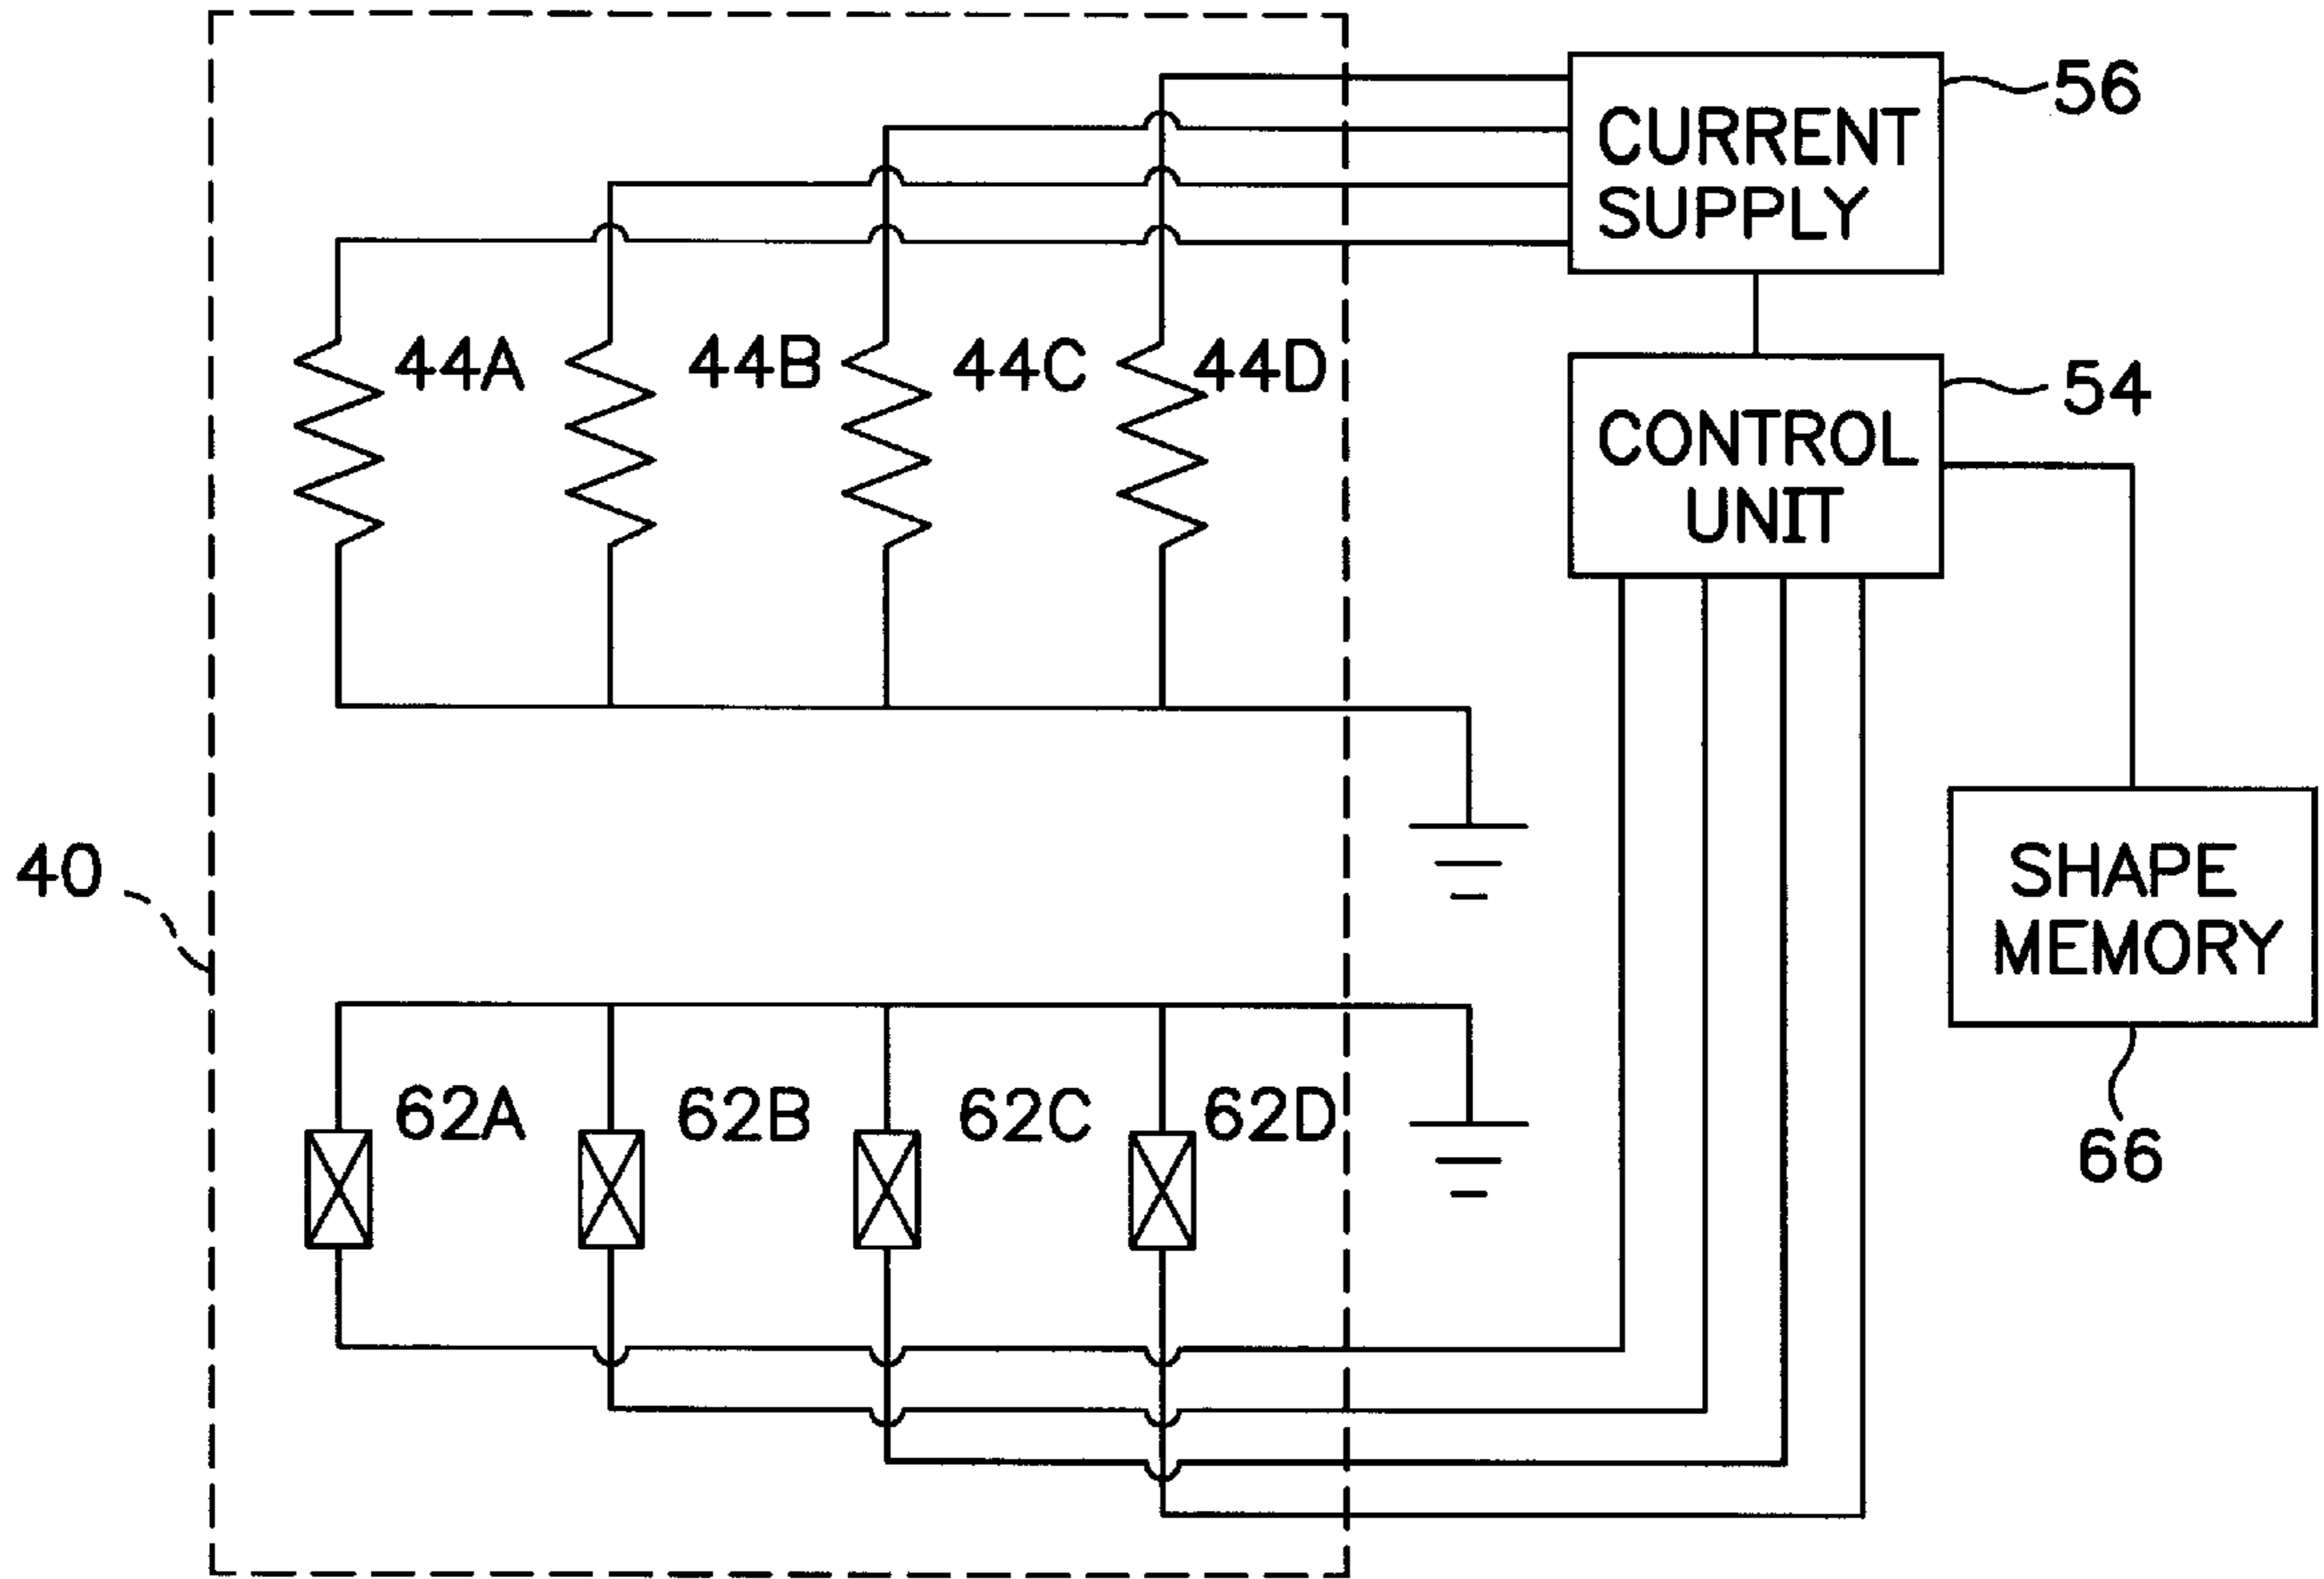 56
CURRENT
SUPPLY
44A 44B 44C 44D
54
CONTROL
UNIT
40
SHAPE
MEMORY
62A 62B 62C 62D
66